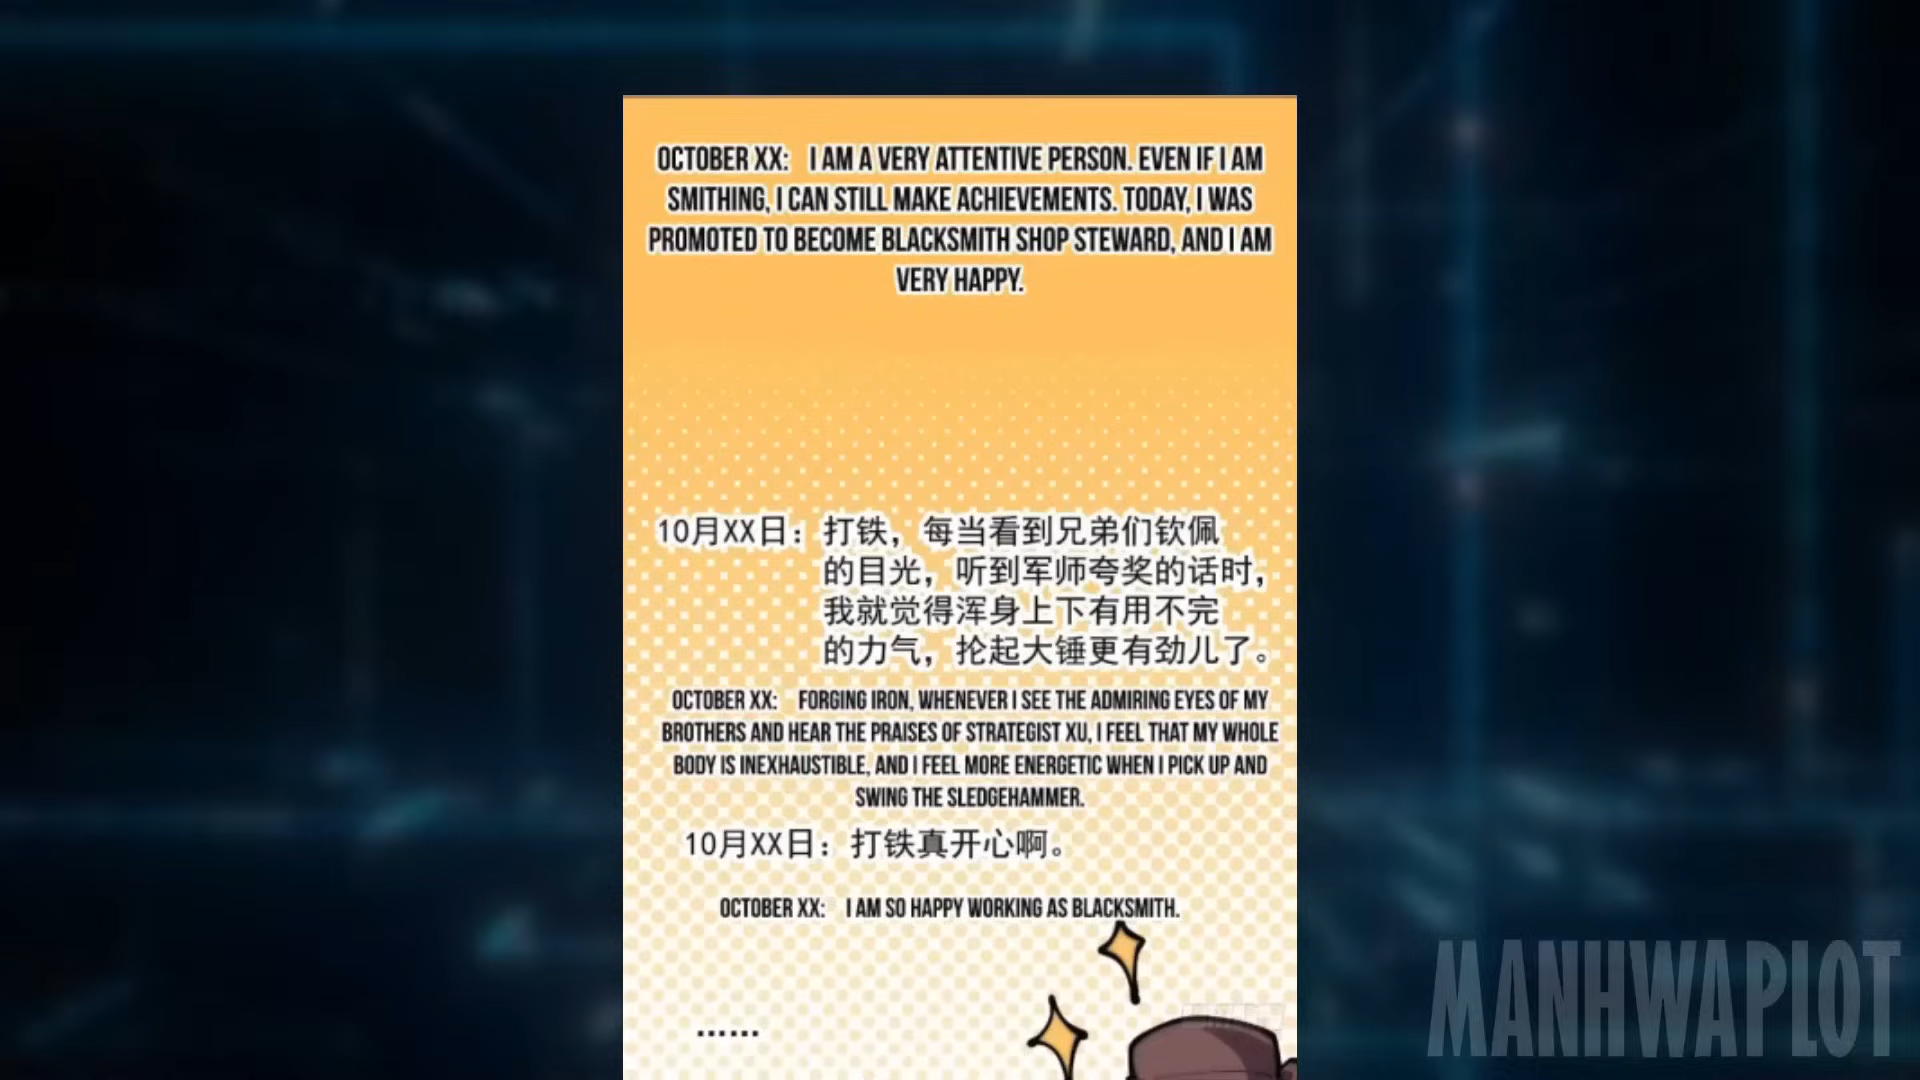 OCTOBER XX: I AM A VERY ATTENTIVE PERSON. EVEN IF I AM
SMITHING, I CAN STILL MAKE ACHIEVEMENTS. TODAY, I WAS
PROMOTED TO BECOME BLACKSMITH SHOP STEWARD, AND I AM
VERY HAPPY.
10月XX日：打铁，每当看到兄弟们钦佩
的目光，听到军师夸奖的话时，
我就觉得浑身上下有用不完
的力气，抡起大锤更有劲儿了。
OCTOBER XX: FORGING IRON, WHENEVER I SEE THE ADMIRING EYES OF MY
BROTHERS AND HEAR THE PRAISES OF STRATEGIST XU, I FEEL THAT MY WHOLE
BODY IS INEXHAUSTIBLE, AND I FEEL MORE ENERGETIC WHEN I PICK UP AND
SWING THE SLEDGEHAMMER.
10月XX日：打铁真开心啊。
OCTOBER XX: I AM SO HAPPY WORKING AS BLACKSMITH.
......
MANHWAPLOT